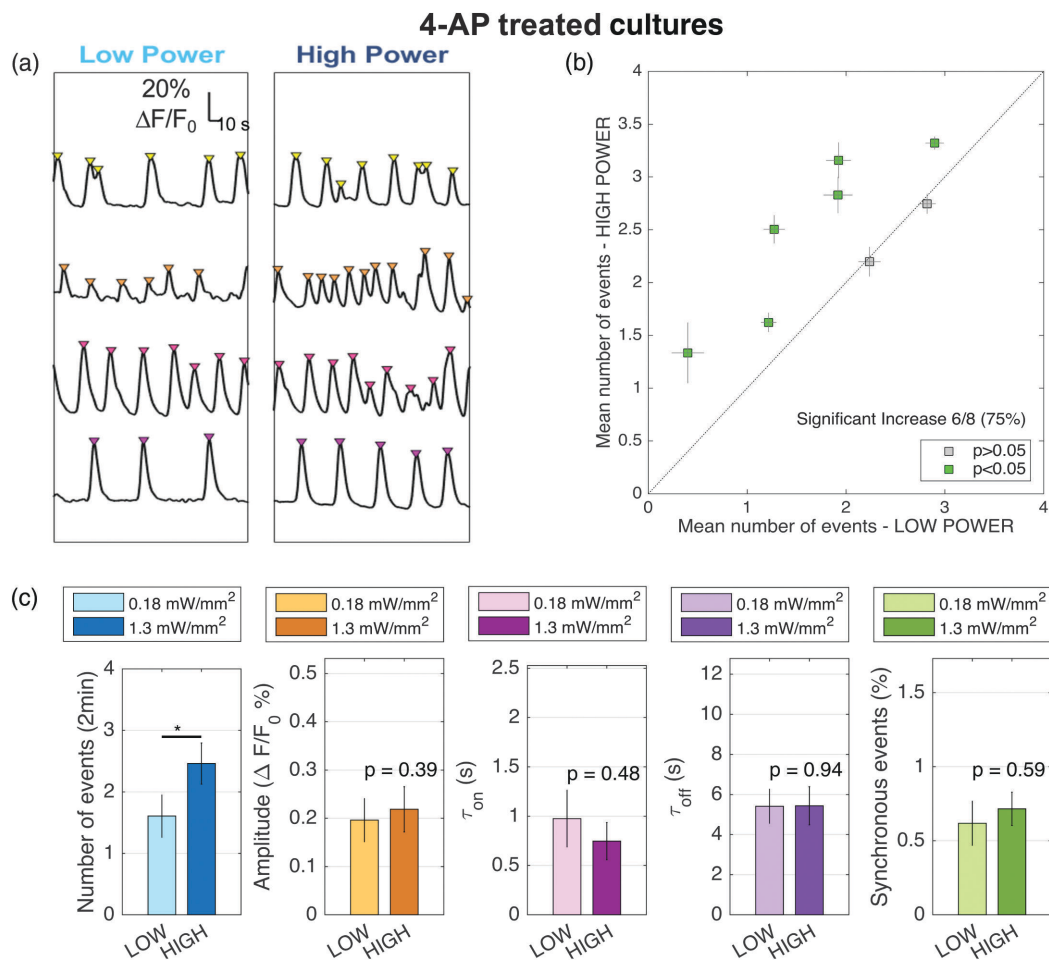 4-AP treated cultures
(a)
Low Power
High Power
20%
ΔF/F0
10 s
(b)
Mean number of events - HIGH POWER
4
3.5
3
2.5
2
1.5
1
0.5
0
Significant Increase 6/8 (75%)
p>0.05
p<0.05
0 1 2 3 4
Mean number of events - LOW POWER
(c)
0.18 mW/mm2
1.3 mW/mm2
Number of events (2min)
4
3
2
1
0
*
LOW
HIGH
0.18 mW/mm2
1.3 mW/mm2
Amplitude (Δ F/F0 %)
0.5
0.4
0.3
0.2
0.1
0
p = 0.39
LOW
HIGH
0.18 mW/mm2
1.3 mW/mm2
τon (s)
2.5
2
1.5
1
0.5
0
p = 0.48
LOW
HIGH
0.18 mW/mm2
1.3 mW/mm2
τoff (s)
12
10
8
6
4
2
0
p = 0.94
LOW
HIGH
0.18 mW/mm2
1.3 mW/mm2
Synchronous events (%)
1.5
1
0.5
0
p = 0.59
LOW
HIGH